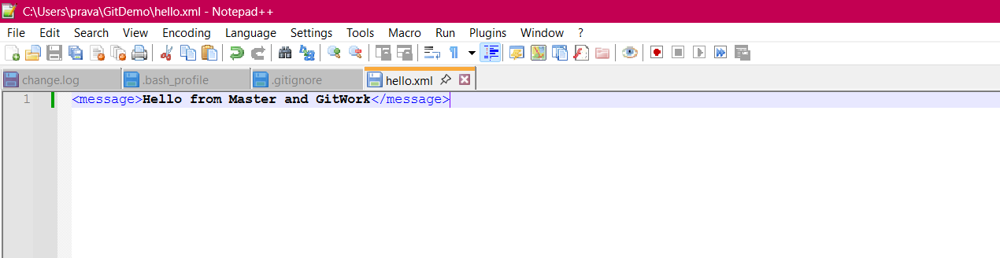 C:\Users\prava\GitDemo\hello.xml - Notepad++
File Edit Search View Encoding Language Settings Tools Macro Run Plugins Window ?
change.log .bash_profile .gitignore hello.xml
1 <message>Hello from Master and GitWork</message>